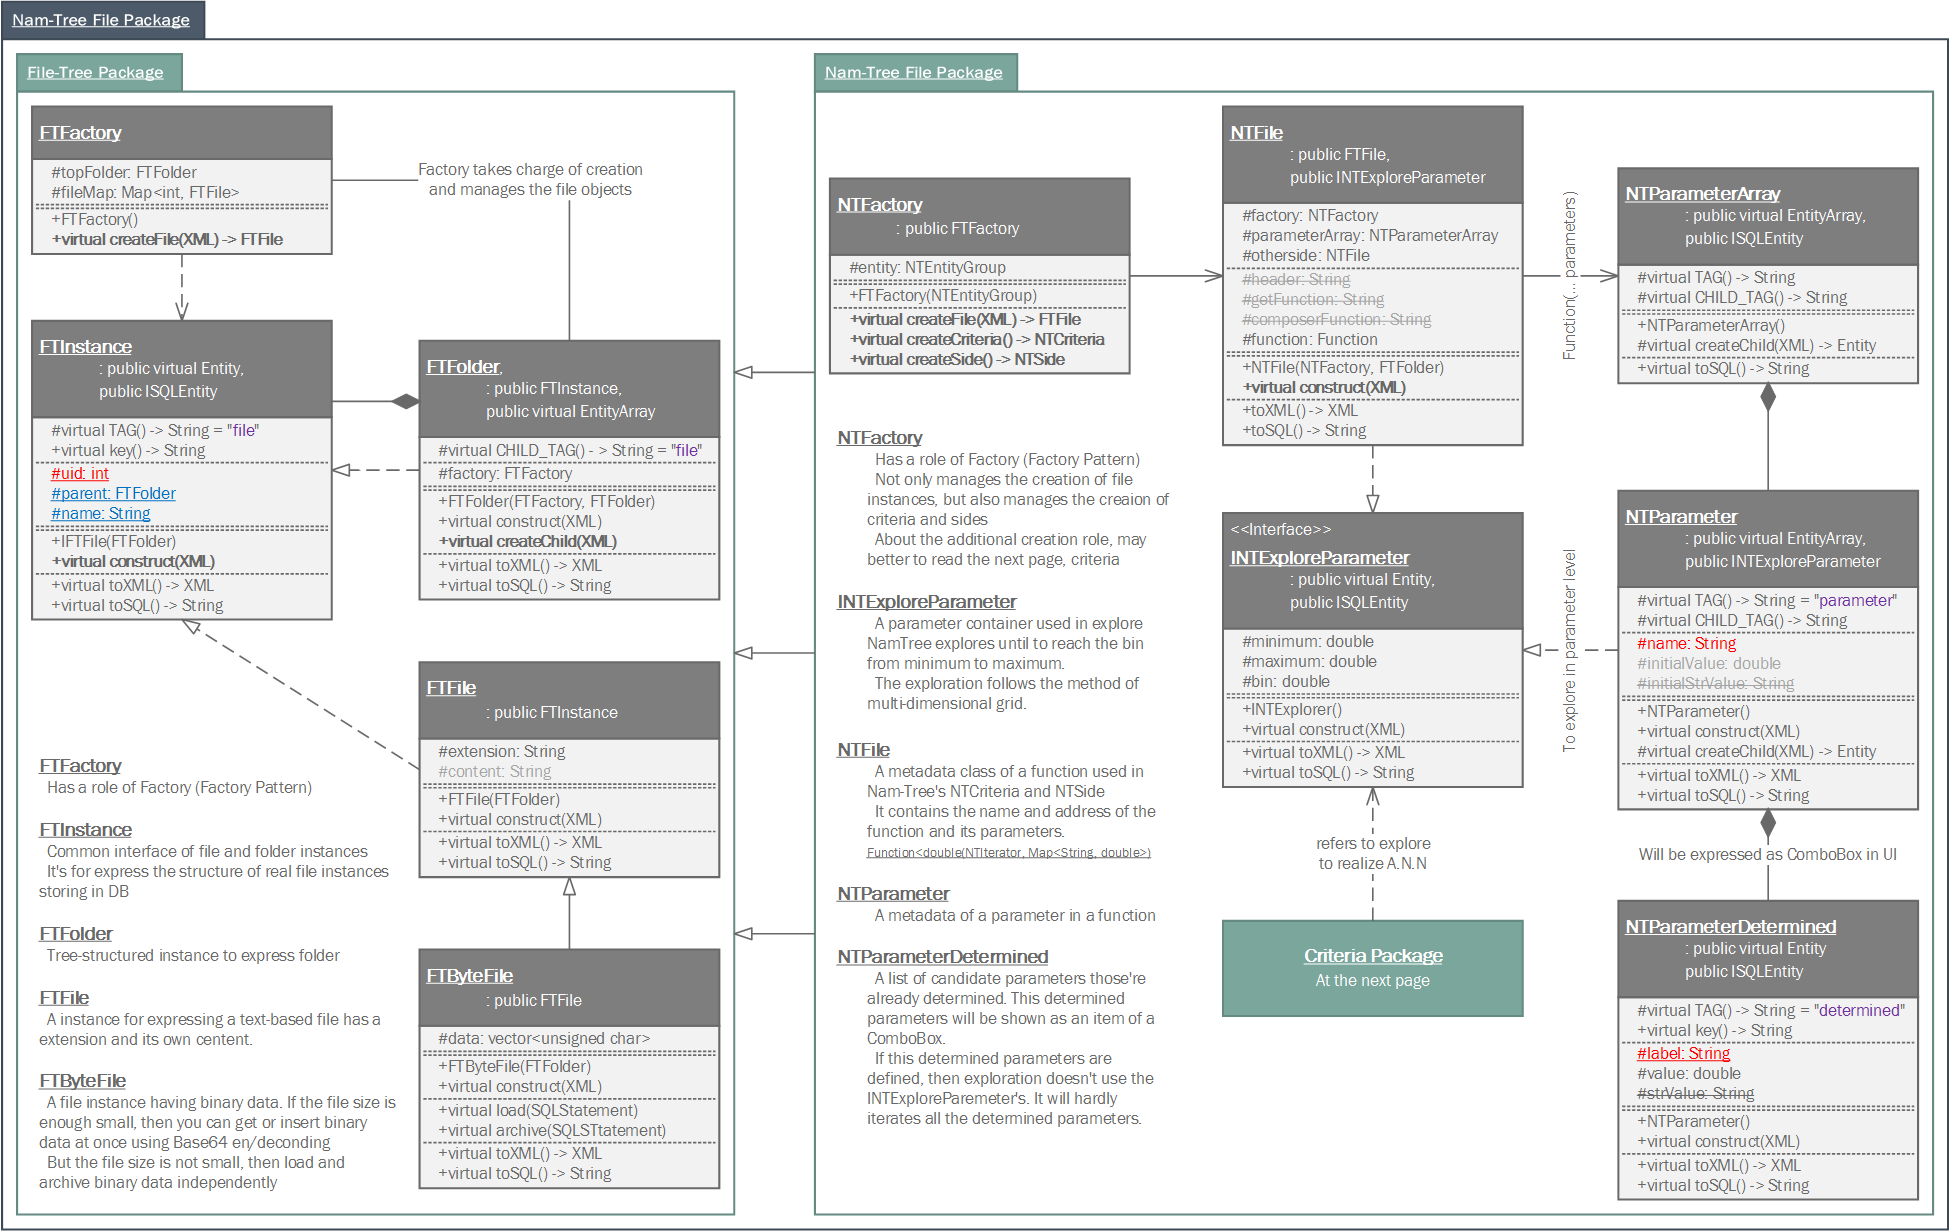 Nam-Tree File Package
File-Tree Package
FTFactory
#topFolder: FTFolder
#fileMap: Map<int, FTFile>
+FTFactory()
+virtual createFile(XML) -> FTFile
Factory takes charge of creation
and manages the file objects
FTInstance
: public virtual Entity,
public ISQLEntity
#virtual TAG() -> String = "file"
+virtual key() -> String
#uid: int
#parent: FTFolder
#name: String
+IFTFile(FTFolder)
+virtual construct(XML)
+virtual toXML() -> XML
+virtual toSQL() -> String
FTFolder,
: public FTInstance,
public virtual EntityArray
#virtual CHILD_TAG() -> String = "file"
#factory: FTFactory
+FTFolder(FTFactory, FTFolder)
+virtual construct(XML)
+virtual createChild(XML)
+virtual toXML() -> XML
+virtual toSQL() -> String
FTFile
: public FTInstance
#extension: String
#content: String
+FTFile(FTFolder)
+virtual construct(XML)
+virtual toXML() -> XML
+virtual toSQL() -> String
FTByteFile
: public FTFile
#data: vector<unsigned char>
+FTByteFile(FTFolder)
+virtual construct(XML)
+virtual load(SQLStatement)
+virtual archive(SQLSTtatement)
+virtual toXML() -> XML
+virtual toSQL() -> String
FTFactory
Has a role of Factory (Factory Pattern)
FTInstance
Common interface of file and folder instances
It's for express the structure of real file instances
storing in DB
FTFolder
Tree-structured instance to express folder
FTFile
A instance for expressing a text-based file has a
extension and its own centent.
FTByteFile
A file instance having binary data. If the file size is
enough small, then you can get or insert binary
data at once using Base64 en/deconding
But the file size is not small, then load and
archive binary data independently
Nam-Tree File Package
NTFactory
: public FTFactory
#entity: NTEntityGroup
+FTFactory(NTEntityGroup)
+virtual createFile(XML) -> FTFile
+virtual createCriteria() -> NTCriteria
+virtual createSide() -> NTSide
NTFactory
Has a role of Factory (Factory Pattern)
Not only manages the creation of file
instances, but also manages the creaion of
criteria and sides
About the additional creation role, may
better to read the next page, criteria
INTExploreParameter
A parameter container used in explore
NamTree explores until to reach the bin
from minimum to maximum.
The exploration follows the method of
multi-dimensional grid.
NTFile
A metadata class of a function used in
Nam-Tree's NTCriteria and NTSide
It contains the name and address of the
function and its parameters.
Function<double(NTIterator, Map<String, double>)
NTParameter
A metadata of a parameter in a function
NTParameterDetermined
A list of candidate parameters those're
already determined. This determined
parameters will be shown as an item of a
ComboBox.
If this determined parameters are
defined, then exploration doesn't use the
INTExploreParemeter's. It will hardly
iterates all the determined parameters.
NTFile
: public FTFile,
public INTExploreParameter
#factory: NTFactory
#parameterArray: NTParameterArray
#otherside: NTFile
#header: String
#getFunction: String
#composerFunction: String
#function: Function
+NTFile(NTFactory, FTFolder)
+virtual construct(XML)
+toXML() -> XML
+toSQL() -> String
<<Interface>>
INTExploreParameter
: public virtual Entity,
public ISQLEntity
#minimum: double
#maximum: double
#bin: double
+INTExplorer()
+virtual construct(XML)
+virtual toXML() -> XML
+virtual toSQL() -> String
refers to explore
to realize A.N.N
Criteria Package
At the next page
Function(... parameters)
To explore in parameter level
NTParameterArray
: public virtual EntityArray,
public ISQLEntity
#virtual TAG() -> String
#virtual CHILD_TAG() -> String
+NTParameterArray()
#virtual createChild(XML) -> Entity
+virtual toSQL() -> String
NTParameter
: public virtual EntityArray,
public INTExploreParameter
#virtual TAG() -> String = "parameter"
#virtual CHILD_TAG() -> String
#name: String
#initialValue: double
#initialStrValue: String
+NTParameter()
+virtual construct(XML)
#virtual createChild(XML) -> Entity
+virtual toXML() -> XML
+virtual toSQL() -> String
Will be expressed as ComboBox in UI
NTParameterDetermined
: public virtual Entity
public ISQLEntity
#virtual TAG() -> String = "determined"
+virtual key() -> String
#label: String
#value: double
#strValue: String
+NTParameter()
+virtual construct(XML)
+virtual toXML() -> XML
+virtual toSQL() -> String